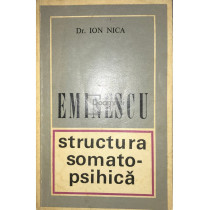 Dr. ION NICA
EMINESCU
structura
somato-
psihică